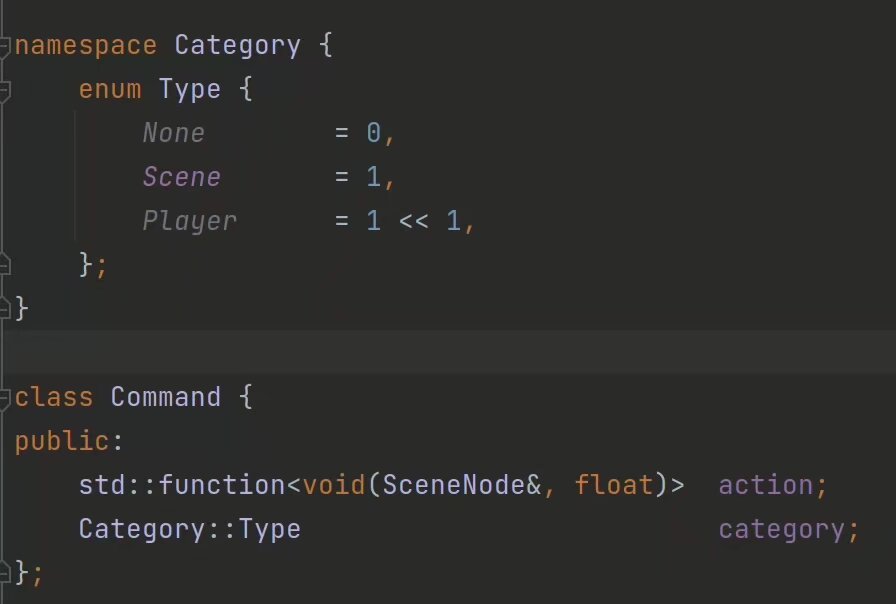 namespace Category {
    enum Type {
        None        = 0,
        Scene       = 1,
        Player      = 1 << 1,
    };
}
class Command {
public:
    std::function<void(SceneNode&, float)>  action;
    Category::Type                          category;
};